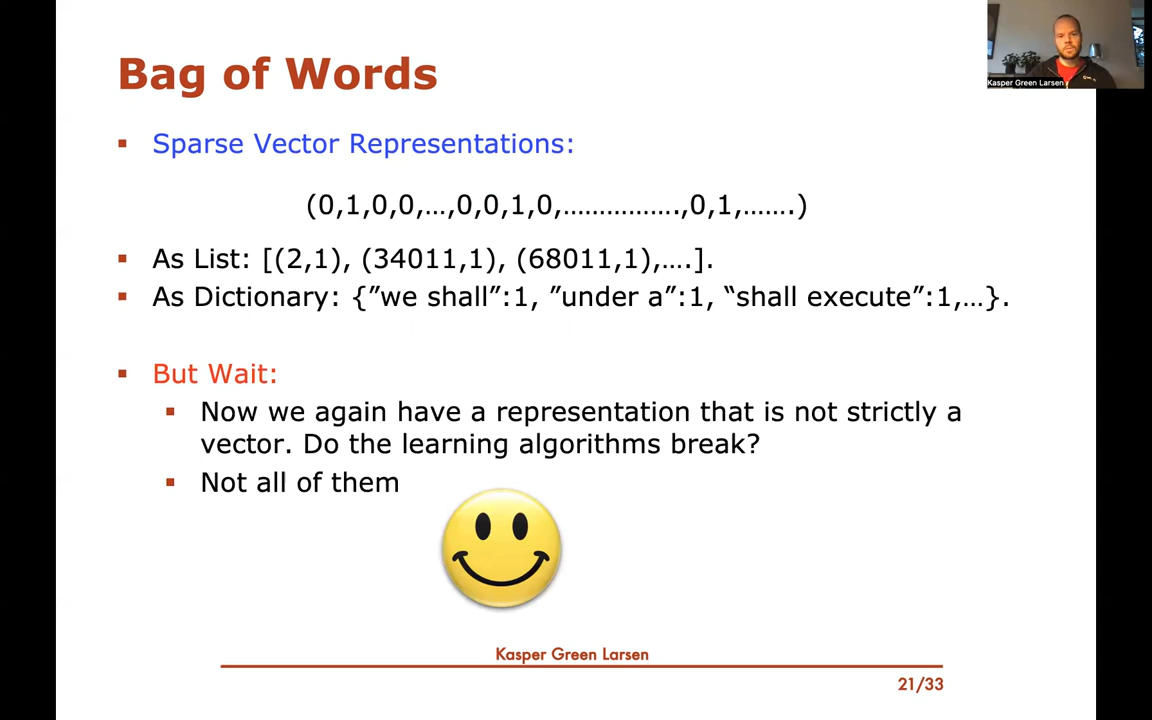 Bag of Words
Kasper Green Larsen
Sparse Vector Representations:
(0,1,0,0,…,0,0,1,0,…………….,0,1,…….)
As List: [(2,1), (34011,1), (68011,1),….].
As Dictionary: {”we shall”:1, ”under a”:1, “shall execute”:1,…}.
But Wait:
Now we again have a representation that is not strictly a
vector. Do the learning algorithms break?
Not all of them
Kasper Green Larsen
21/33